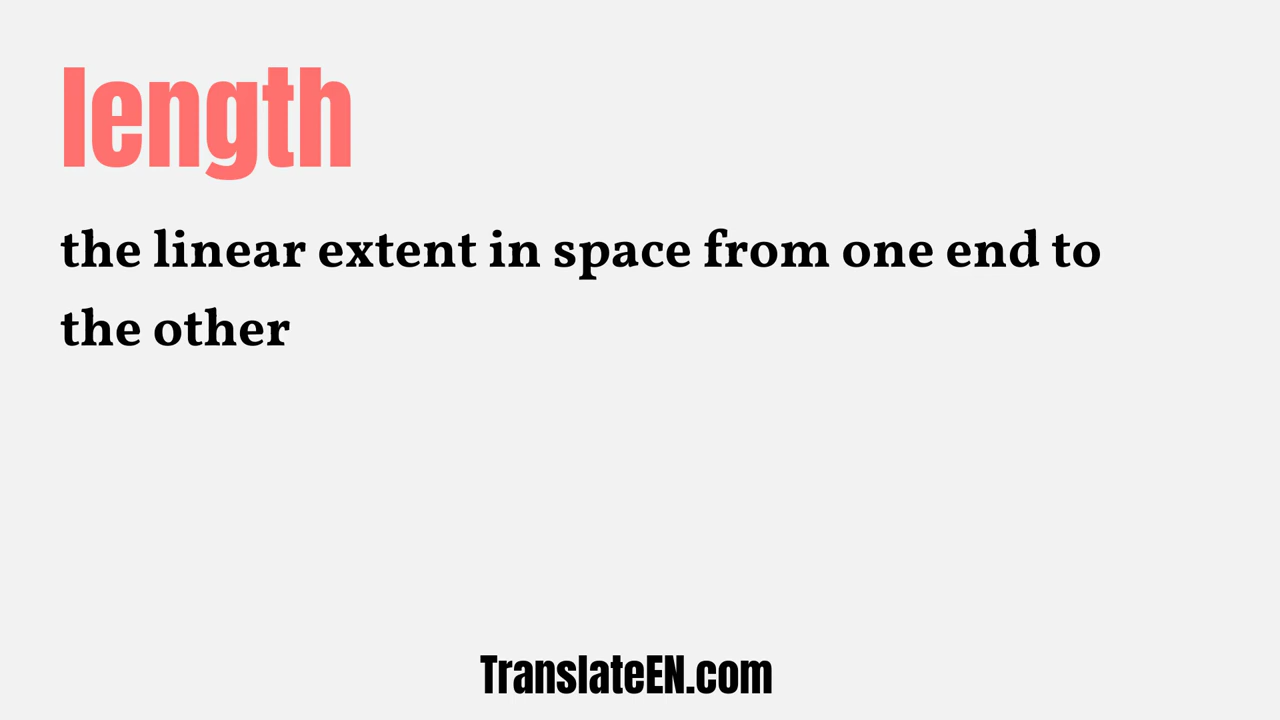 length
the linear extent in space from one end to
the other
TranslateEN.com